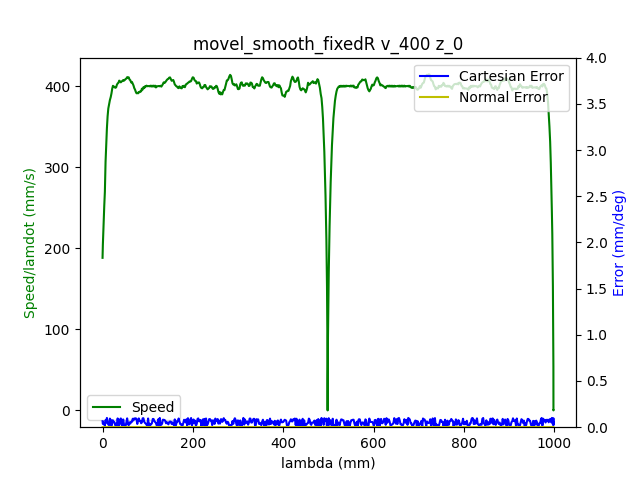 movel_smooth_fixedR v_400 z_0
Speed/lamdot (mm/s)
400
300
200
100
0
Cartesian Error
Normal Error
Speed
4.0
3.5
3.0
2.5
2.0
1.5
1.0
0.5
0.0
Error (mm/deg)
0
200
400
600
800
1000
lambda (mm)